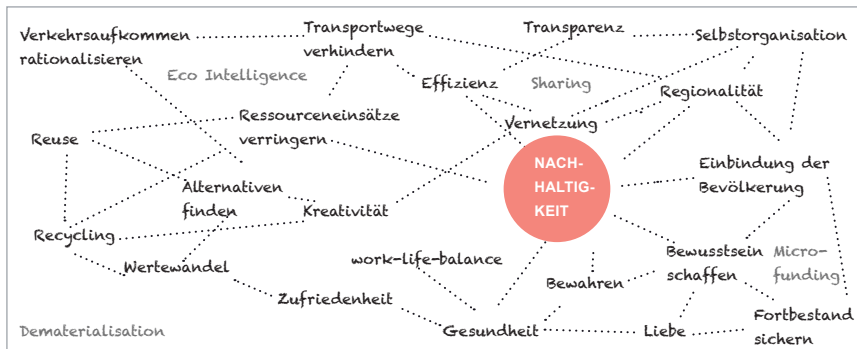 Verkehrsaufkommen
rationalisieren
Transportwege
verhindern
Transparenz
Selbstorganisation
Eco Intelligence
Effizienz
Sharing
Regionalität
Ressourceneinsätze
verringern
Vernetzung
Reuse
NACH-
HALTIG-
KEIT
Einbindung der
Bevölkerung
Alternativen
finden
Kreativität
Recycling
Wertewandel
work-life-balance
Bewahren
Bewusstsein
schaffen
Micro-
funding
Zufriedenheit
Dematerialisation
Gesundheit
Liebe
Fortbestand
sichern